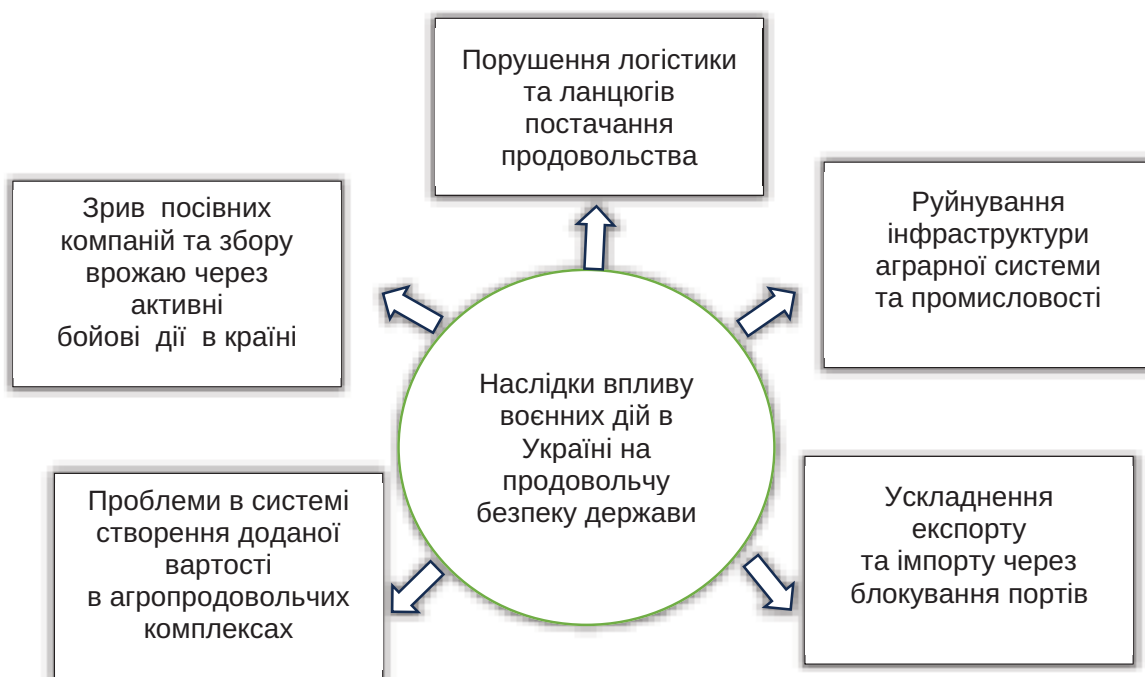 Порушення логістики
та ланцюгів
постачання
продовольства
Зрив посівних
компаній та збору
врожаю через
активні
бойові дії в країні
Руйнування
інфраструктури
аграрної системи
та промисловості
Наслідки впливу
воєнних дій в
Україні на
продовольчу
безпеку держави
Проблеми в системі
створення доданої
вартості
в агропродовольчих
комплексах
Ускладнення
експорту
та імпорту через
блокування портів